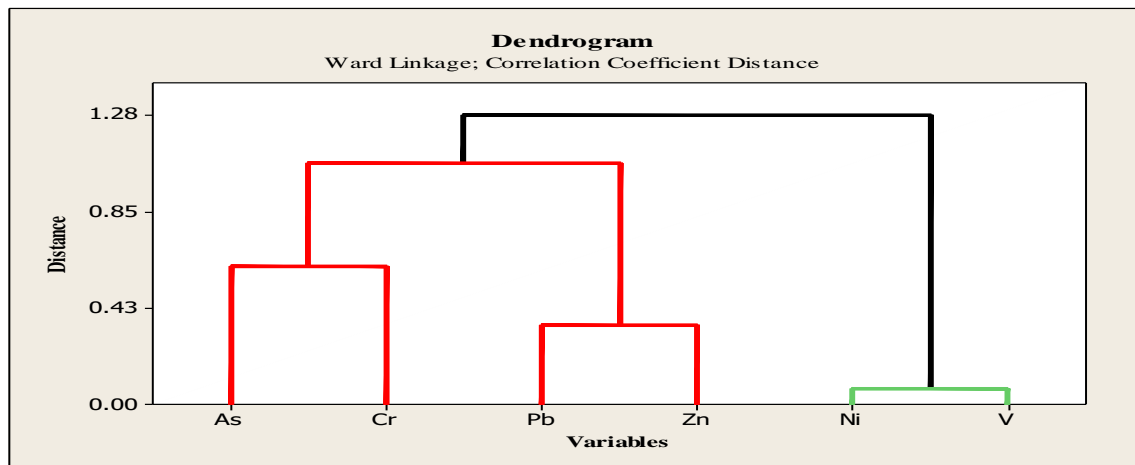 Dendrogram
Ward Linkage; Correlation Coefficient Distance
1.28
0.85
0.43
0.00
Distance
As Cr Pb Zn Ni V
Variables